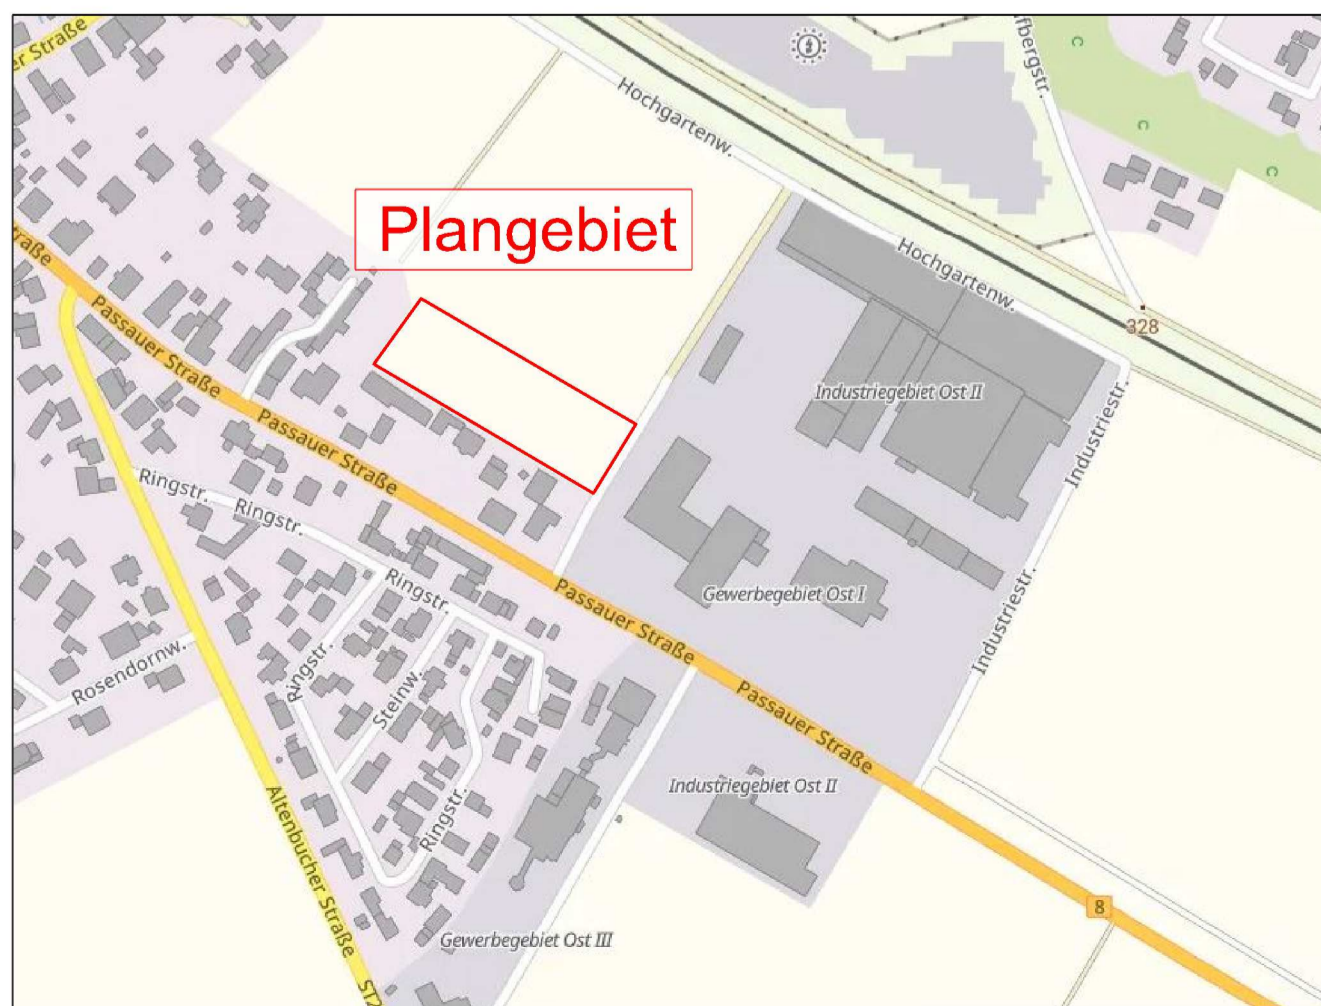 er Straße
Hochgartenw.
fbergstr.
C
C
C
Plangebiet
Hochgartenw.
328
Straße
Passauer Straße
Passauer Straße
Industriegebiet Ost II
Industriestr.
Ringstr.
Ringstr.
Ringstr.
Gewerbegebiet Ost I
Passauer Straße
Industriestr.
Rosendornw.
Ringstr.
Steinw.
Passauer Straße
Industriegebiet Ost II
Ringstr.
Altenbucher Straße
8
Gewerbegebiet Ost III
ST2